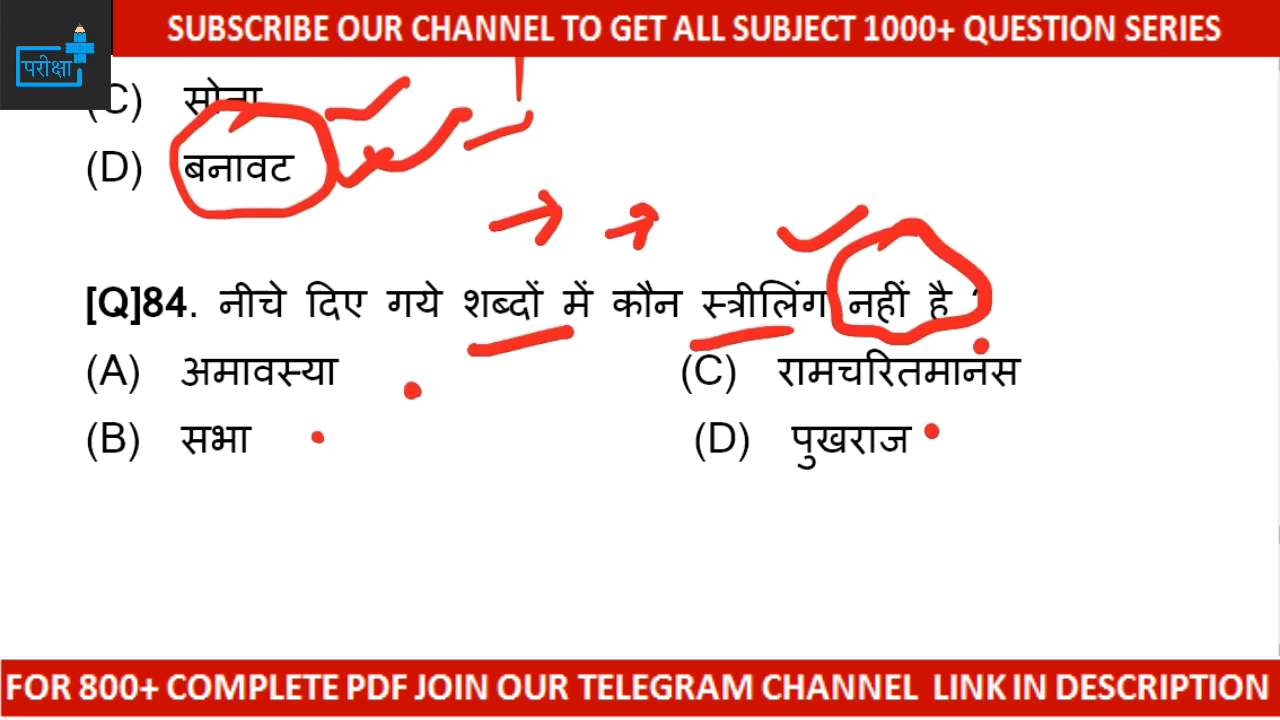 SUBSCRIBE OUR CHANNEL TO GET ALL SUBJECT 1000+ QUESTION SERIES
परीक्षा
(C) सोना
(D) बनावट
[Q]84. नीचे दिए गये शब्दों में कौन स्त्रीलिंग नहीं है ?
(A) अमावस्या (C) रामचरितमानस
(B) सभा (D) पुखराज
FOR 800+ COMPLETE PDF JOIN OUR TELEGRAM CHANNEL LINK IN DESCRIPTION